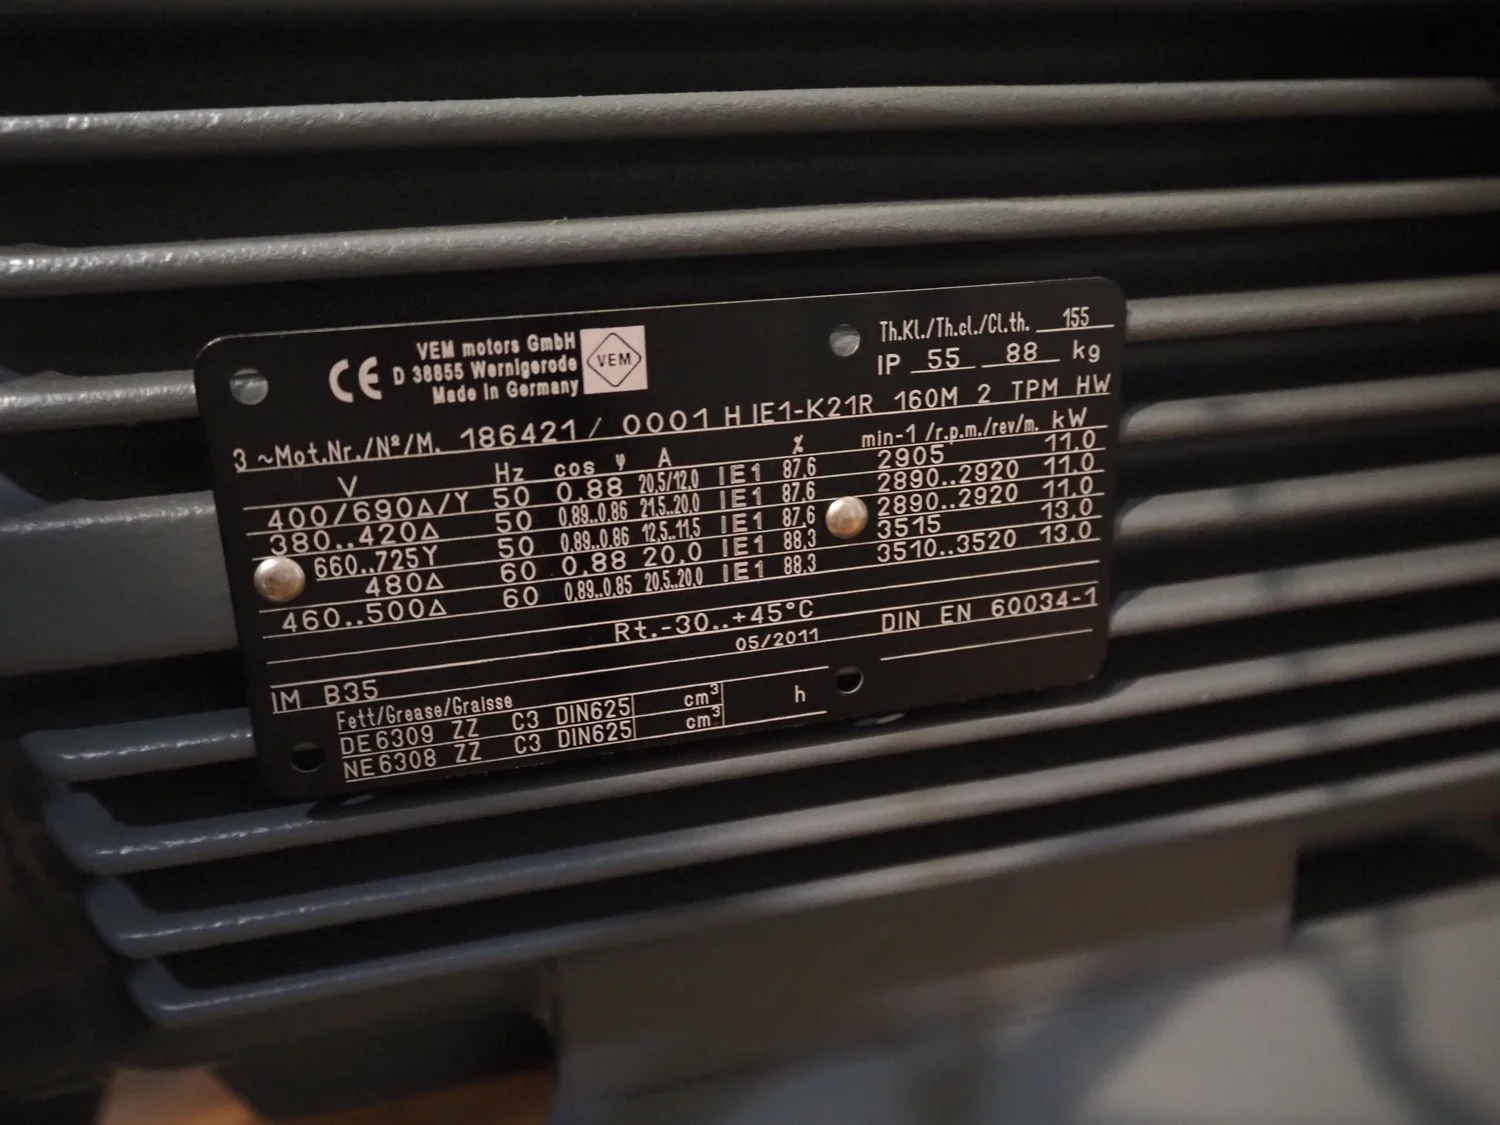 CE
VEM motors GmbH
D 38855 Wernigerode
Made in Germany
VEM
Th.Kl./Th.cl./Cl.th. 155
IP 55 88 kg
3 ~Mot.Nr./Nº/M. 186421 / 0001 H IE1-K21R 160M 2 TPM HW
V Hz cos φ A % min-1 /r.p.m./rev/m. kW
400/690Δ/Y 50 0.88 20,5/12,0 IE1 87.6 2905 11.0
380..420Δ 50 0.89..0.86 21,5..20,0 IE1 87.6 2890..2920 11.0
660..725Y 50 0.89..0.86 12,5..11,5 IE1 87.6 2890..2920 11.0
480Δ 60 0.88 20.0 IE1 88.3 3515 13.0
460..500Δ 60 0.89..0.85 20,5..20,0 IE1 88.3 3510..3520 13.0
Rt.-30..+45°C
05/2011 DIN EN 60034-1
IM B35
Fett/Grease/Graisse
DE6309 ZZ C3 DIN625 cm³ h
NE6308 ZZ C3 DIN625 cm³